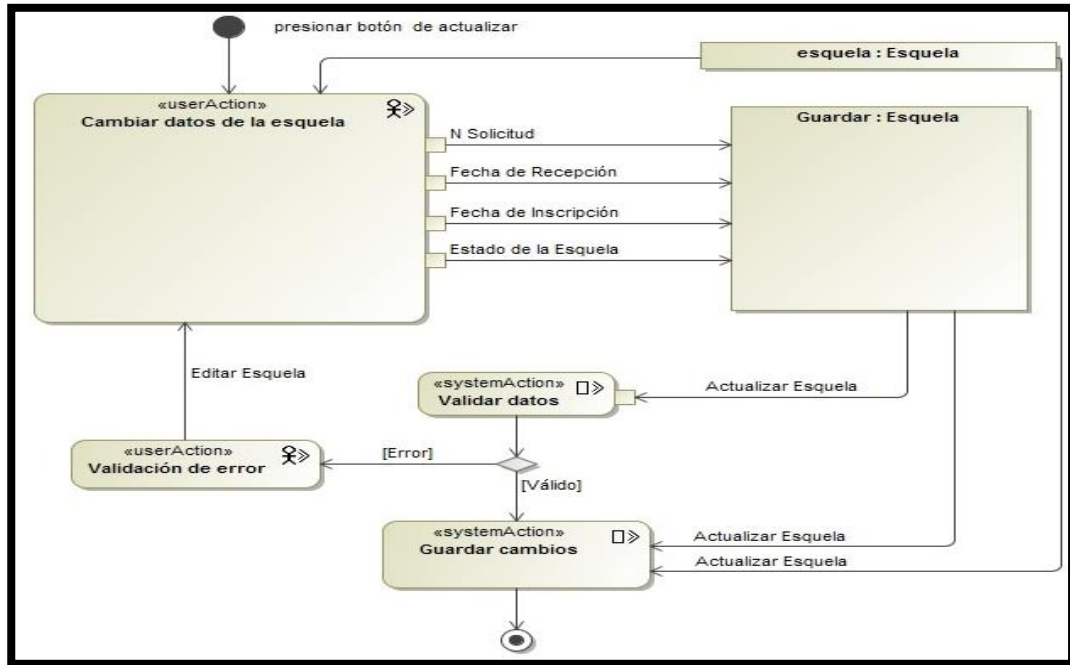 presionar botón de actualizar
esquela : Esquela
«userAction»
Cambiar datos de la esquela
Guardar : Esquela
N Solicitud
Fecha de Recepción
Fecha de Inscripción
Estado de la Esquela
Editar Esquela
«systemAction»
Validar datos
Actualizar Esquela
«userAction»
Validación de error
[Error]
[Válido]
«systemAction»
Guardar cambios
Actualizar Esquela
Actualizar Esquela